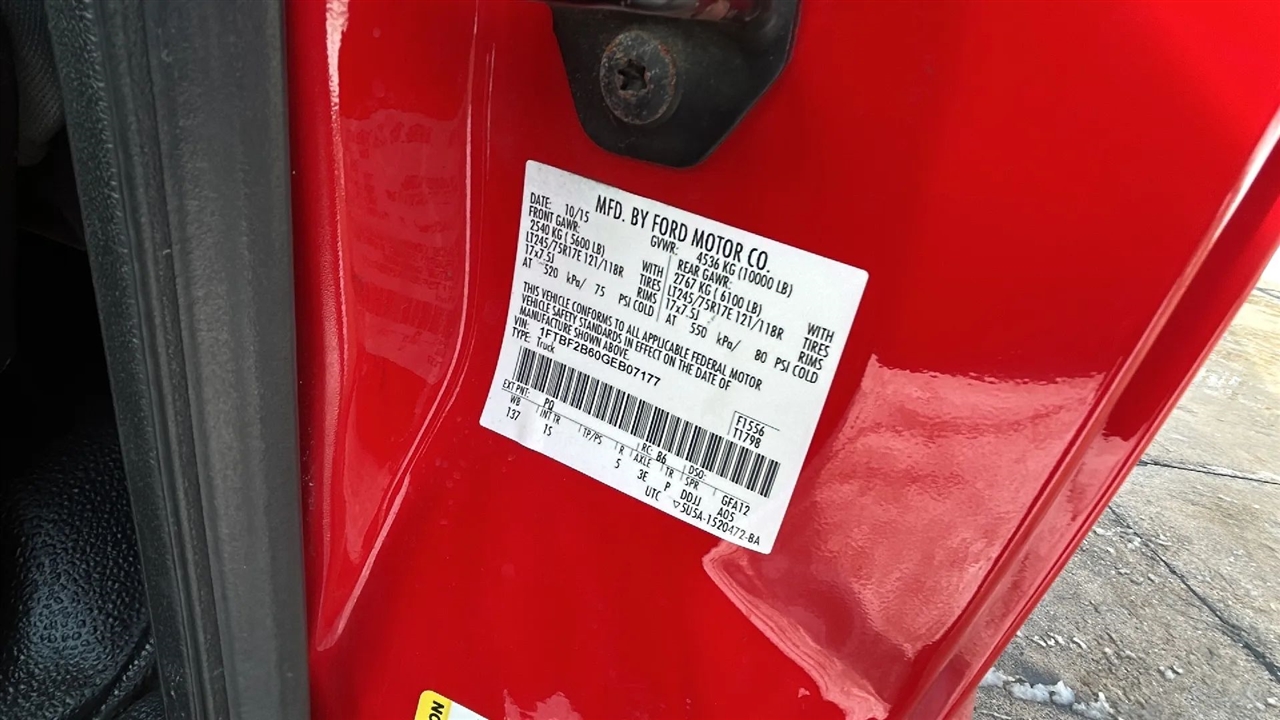 MFD. BY FORD MOTOR CO.
DATE: 10/15 GVWR: 4536 KG (10000 LB)
FRONT GAWR: REAR GAWR:
2540 KG (5600 LB) 2767 KG (6100 LB)
LT245/75R17E 121/118R WITH TIRES LT245/75R17E 121/118R WITH TIRES
17x7.5J RIMS 17x7.5J RIMS
AT 520 kPa/ 75 PSI COLD AT 550 kPa/ 80 PSI COLD
THIS VEHICLE CONFORMS TO ALL APPLICABLE FEDERAL MOTOR
VEHICLE SAFETY STANDARDS IN EFFECT ON THE DATE OF
MANUFACTURE SHOWN ABOVE.
VIN: 1FTBF2B60GEB07177
TYPE: Truck
F1556
T1798
EXT PNT: PQ RC: B6 DSO:
WB INT TR TP/PS R AXLE TR SPR GFA12
137 15 5 3E P DDJJ A05
UTC ▽5U5A-1520472-BA